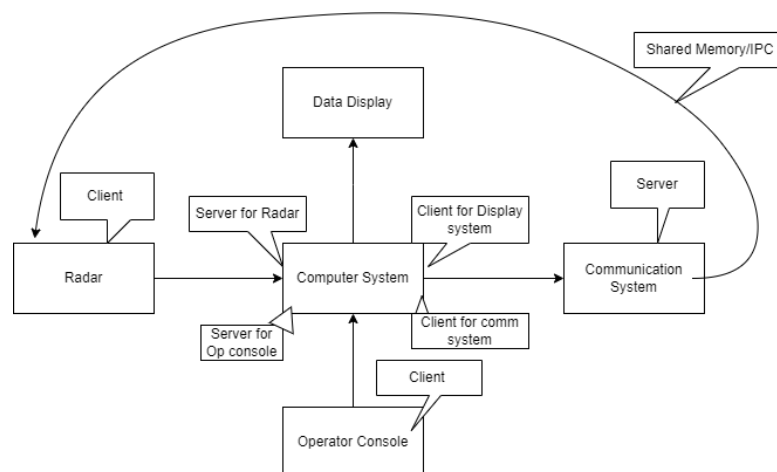 Shared Memory/IPC
Data Display
Client
Server for Radar
Client for Display
system
Server
Radar
Computer System
Communication
System
Server for
Op console
Client for comm
system
Client
Operator Console